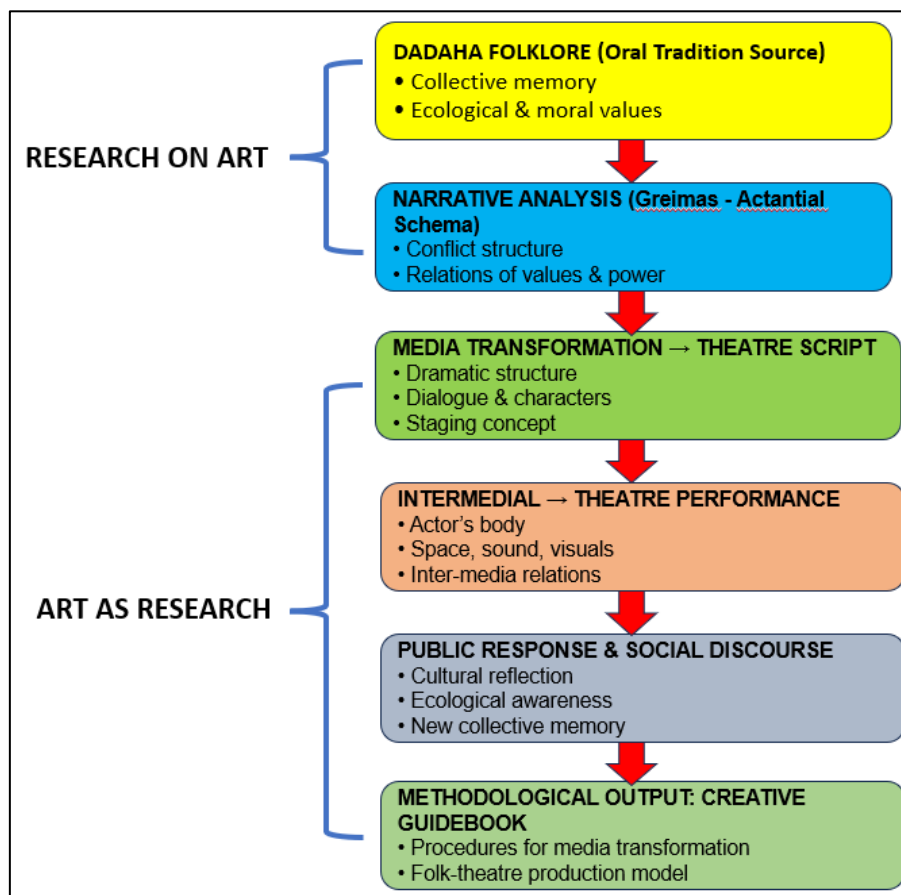 DADAHA FOLKLORE (Oral Tradition Source)
• Collective memory
• Ecological & moral values
RESEARCH ON ART
NARRATIVE ANALYSIS (Greimas - Actantial
Schema)
• Conflict structure
• Relations of values & power
MEDIA TRANSFORMATION → THEATRE SCRIPT
• Dramatic structure
• Dialogue & characters
• Staging concept
INTERMEDIAL → THEATRE PERFORMANCE
• Actor's body
• Space, sound, visuals
• Inter-media relations
ART AS RESEARCH
PUBLIC RESPONSE & SOCIAL DISCOURSE
• Cultural reflection
• Ecological awareness
• New collective memory
METHODOLOGICAL OUTPUT: CREATIVE
GUIDEBOOK
• Procedures for media transformation
• Folk-theatre production model